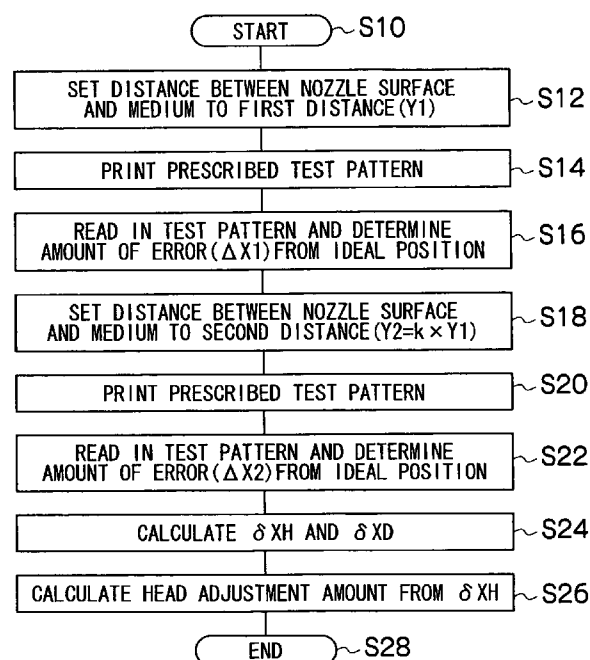 START S10
SET DISTANCE BETWEEN NOZZLE SURFACE
AND MEDIUM TO FIRST DISTANCE(Y1) S12
PRINT PRESCRIBED TEST PATTERN S14
READ IN TEST PATTERN AND DETERMINE
AMOUNT OF ERROR(ΔX1)FROM IDEAL POSITION S16
SET DISTANCE BETWEEN NOZZLE SURFACE
AND MEDIUM TO SECOND DISTANCE(Y2=k×Y1) S18
PRINT PRESCRIBED TEST PATTERN S20
READ IN TEST PATTERN AND DETERMINE
AMOUNT OF ERROR(ΔX2)FROM IDEAL POSITION S22
CALCULATE δXH AND δXD S24
CALCULATE HEAD ADJUSTMENT AMOUNT FROM δXH S26
END S28